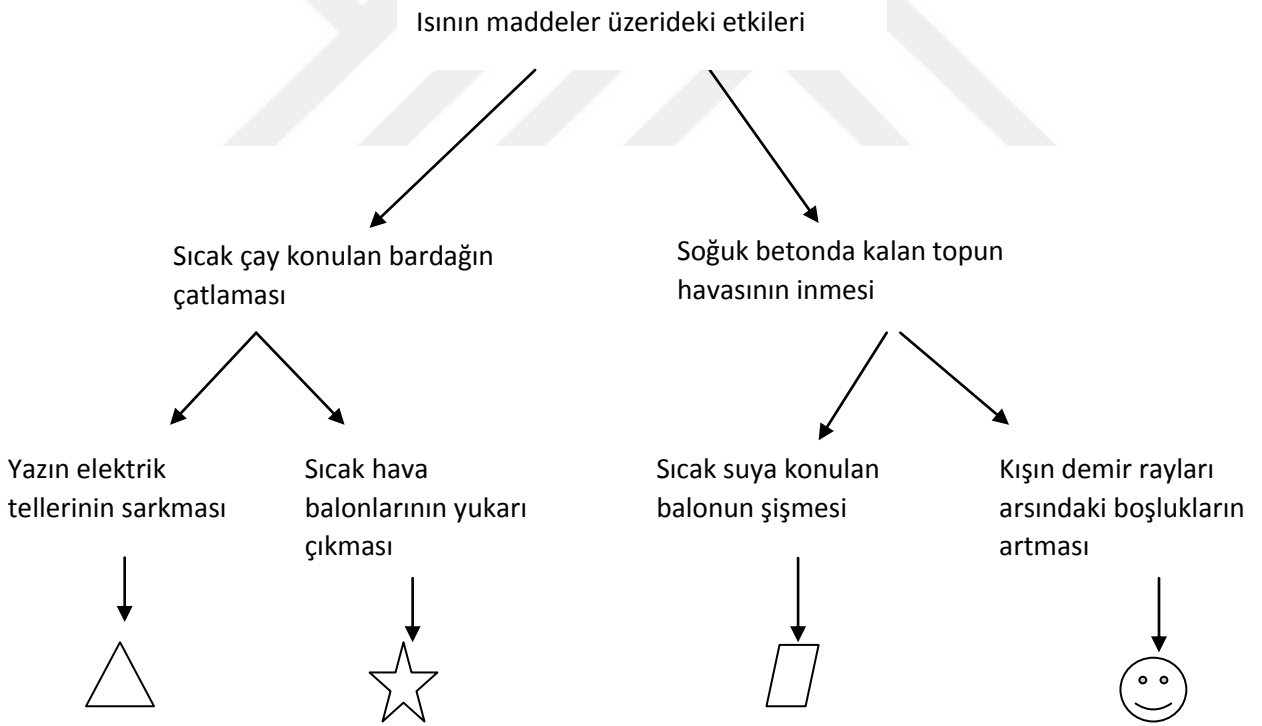 Isının maddeler üzerideki etkileri
Sıcak çay konulan bardağın
çatlaması
Soğuk betonda kalan topun
havasının inmesi
Yazın elektrik
tellerinin sarkması
Sıcak hava
balonlarının yukarı
çıkması
Sıcak suya konulan
balonun şişmesi
Kışın demir rayları
arsındaki boşlukların
artması